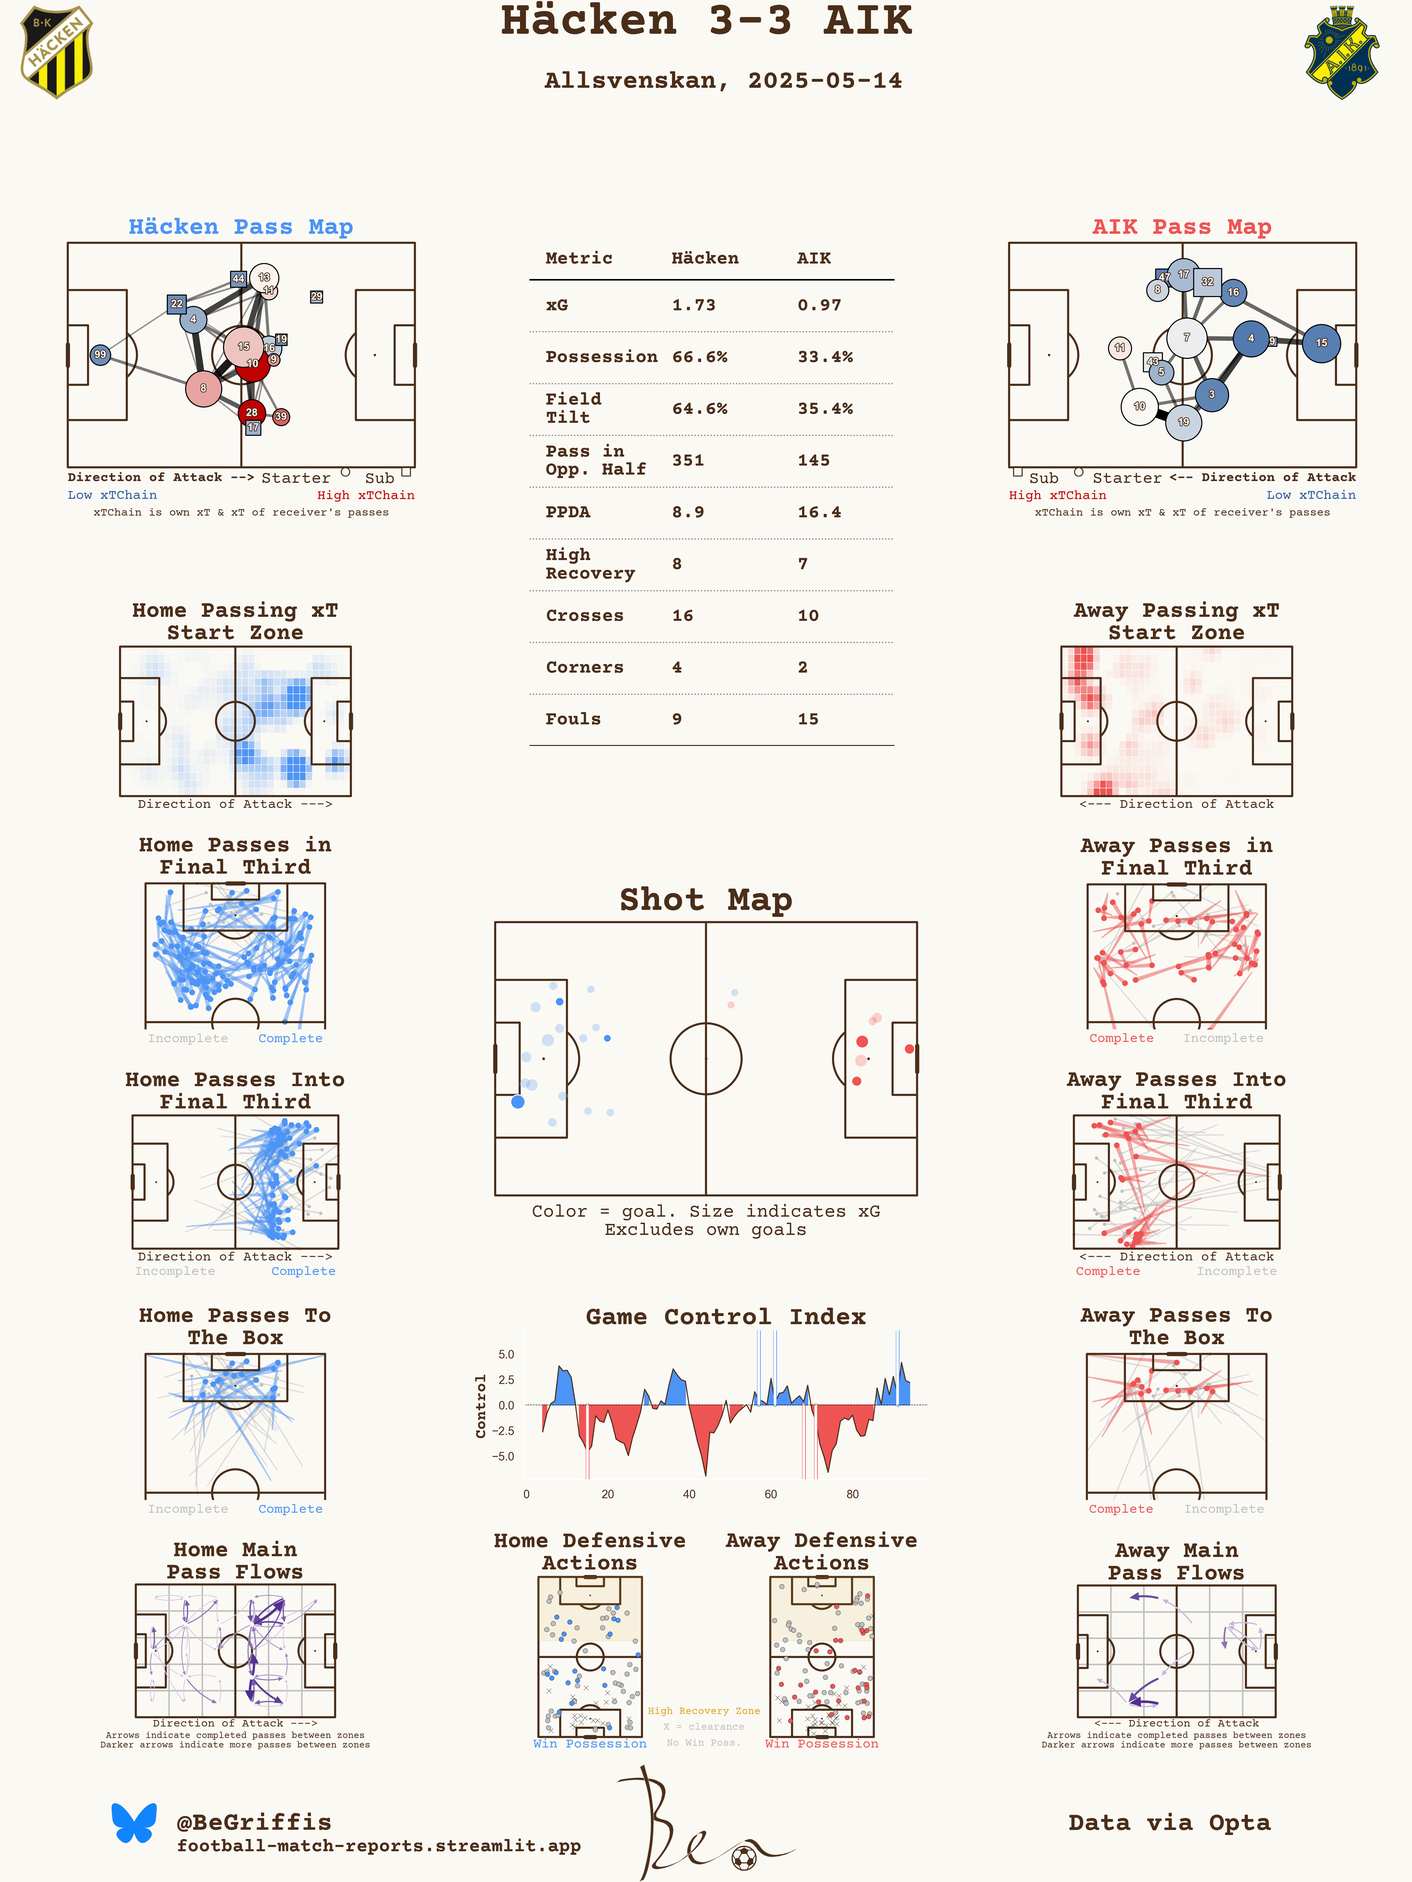 Häcken 3-3 AIK
Allsvenskan, 2025-05-14
B·K
HÄCKEN
A.I.K.
1891
Häcken Pass Map
44
13
11
29
22
4
15
19
16
9
10
99
8
28
39
17
Direction of Attack --> Starter Sub
Low xTChain High xTChain
xTChain is own xT & xT of receiver's passes
Metric Häcken AIK
xG 1.73 0.97
Possession 66.6% 33.4%
Field
Tilt 64.6% 35.4%
Pass in
Opp. Half 351 145
PPDA 8.9 16.4
High
Recovery 8 7
Crosses 16 10
Corners 4 2
Fouls 9 15
AIK Pass Map
47
17
32
8
16
7
4
9
15
11
43
5
3
10
19
Sub Starter <-- Direction of Attack
High xTChain Low xTChain
xTChain is own xT & xT of receiver's passes
Home Passing xT
Start Zone
Direction of Attack --->
Away Passing xT
Start Zone
<--- Direction of Attack
Home Passes in
Final Third
Incomplete Complete
Away Passes in
Final Third
Complete Incomplete
Shot Map
Color = goal. Size indicates xG
Excludes own goals
Home Passes Into
Final Third
Direction of Attack --->
Incomplete Complete
Away Passes Into
Final Third
<--- Direction of Attack
Complete Incomplete
Home Passes To
The Box
Incomplete Complete
Game Control Index
Control
5.0
2.5
0.0
−2.5
−5.0
0 20 40 60 80
Away Passes To
The Box
Complete Incomplete
Home Main
Pass Flows
Direction of Attack --->
Arrows indicate completed passes between zones
Darker arrows indicate more passes between zones
Home Defensive
Actions
Win Possession
High Recovery Zone
X = clearance
No Win Poss.
Away Defensive
Actions
Win Possession
Away Main
Pass Flows
<--- Direction of Attack
Arrows indicate completed passes between zones
Darker arrows indicate more passes between zones
@BeGriffis
football-match-reports.streamlit.app
Ben
Data via Opta